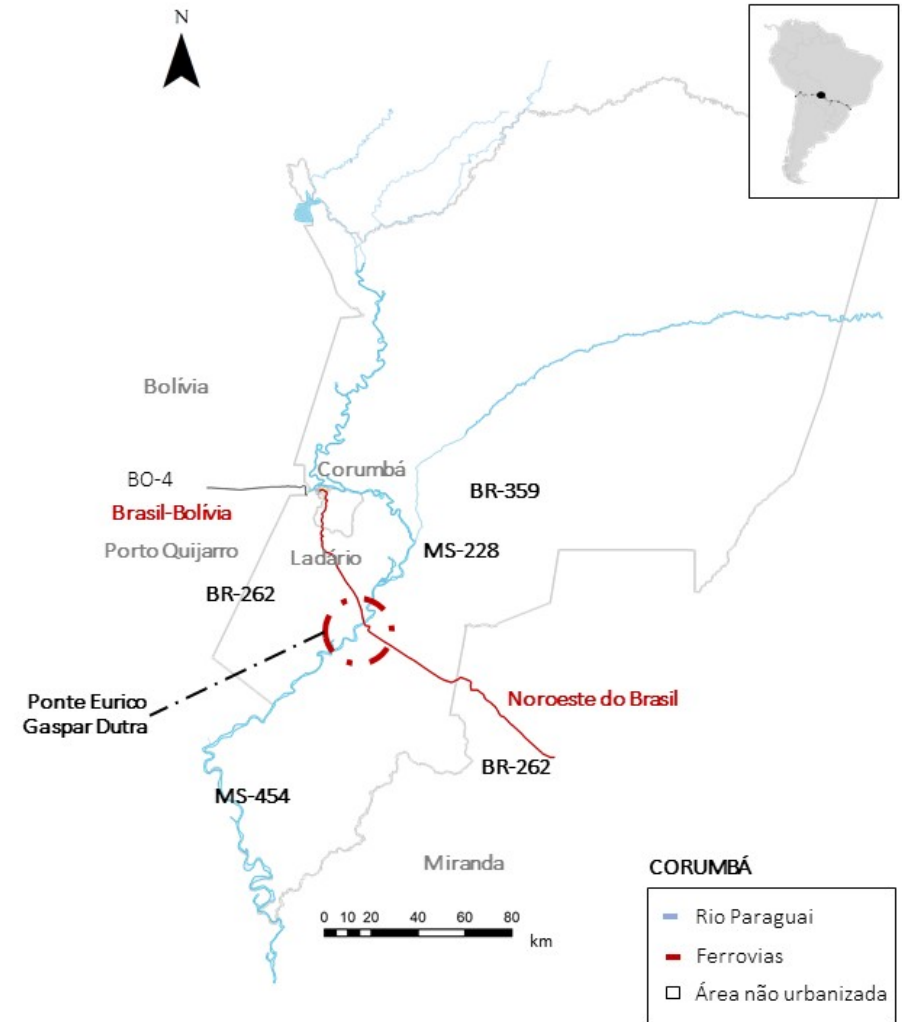 N
Bolívia
Corumbá
BO-4
BR-359
Brasil-Bolívia
Porto Quijarro
Ladário
MS-228
BR-262
Ponte Eurico
Gaspar Dutra
Noroeste do Brasil
BR-262
MS-454
Miranda
0 10 20 40 60 80
km
CORUMBÁ
Rio Paraguai
Ferrovias
Área não urbanizada